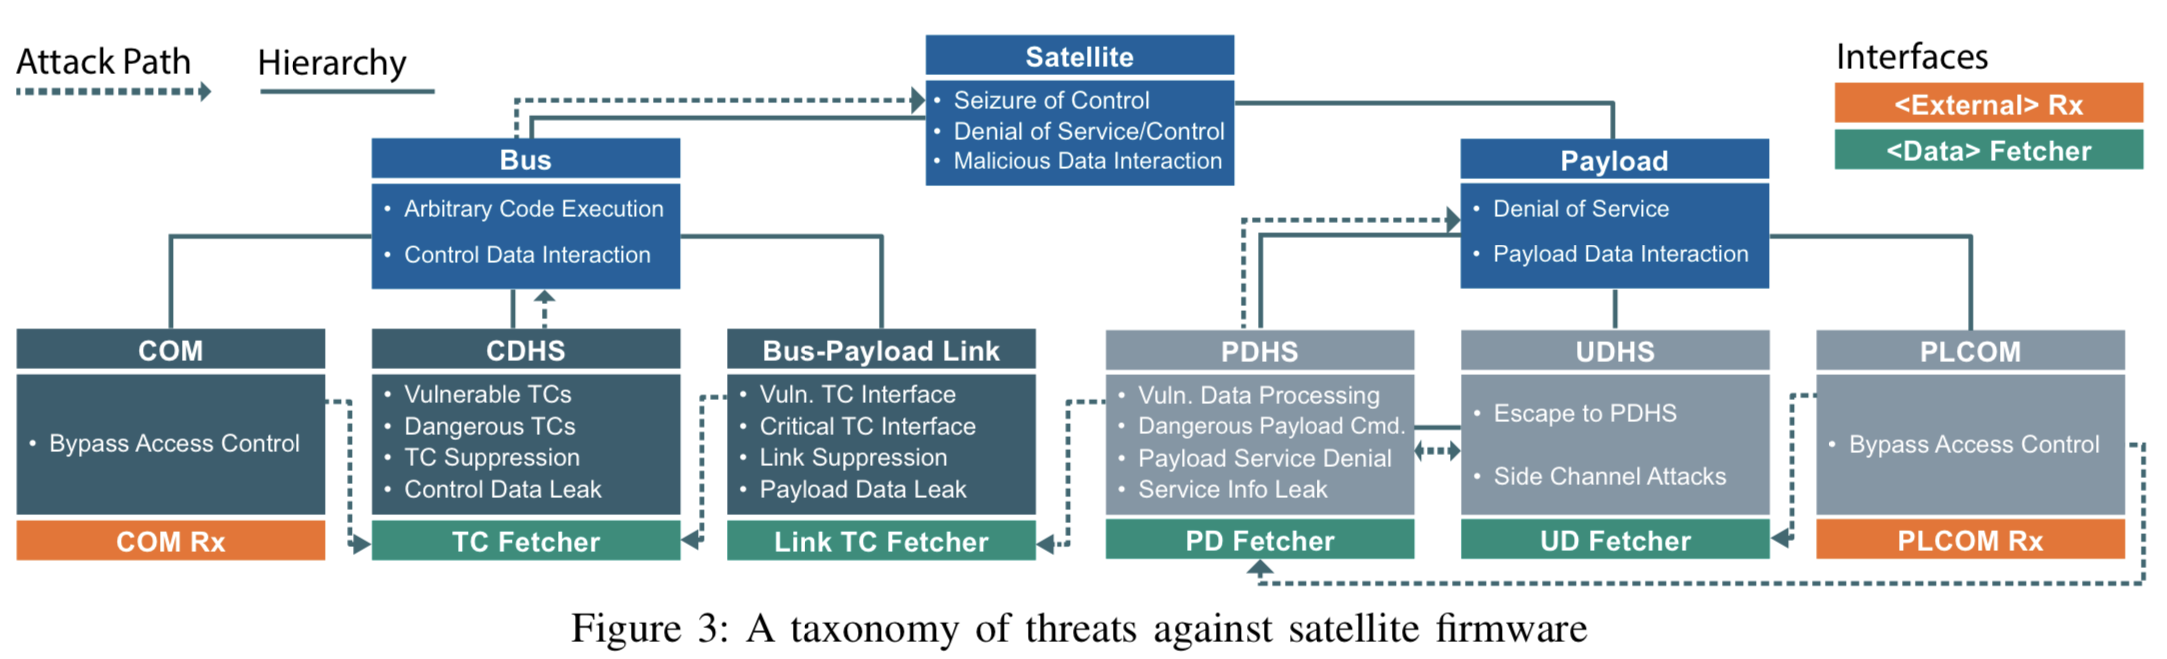 Attack Path
Hierarchy
Satellite
• Seizure of Control
• Denial of Service/Control
• Malicious Data Interaction
Interfaces
<External> Rx
<Data> Fetcher
Bus
• Arbitrary Code Execution
• Control Data Interaction
Payload
• Denial of Service
• Payload Data Interaction
COM
• Bypass Access Control
COM Rx
CDHS
• Vulnerable TCs
• Dangerous TCs
• TC Suppression
• Control Data Leak
TC Fetcher
Bus-Payload Link
• Vuln. TC Interface
• Critical TC Interface
• Link Suppression
• Payload Data Leak
Link TC Fetcher
PDHS
• Vuln. Data Processing
• Dangerous Payload Cmd.
• Payload Service Denial
• Service Info Leak
PD Fetcher
UDHS
• Escape to PDHS
• Side Channel Attacks
UD Fetcher
PLCOM
• Bypass Access Control
PLCOM Rx
Figure 3: A taxonomy of threats against satellite firmware